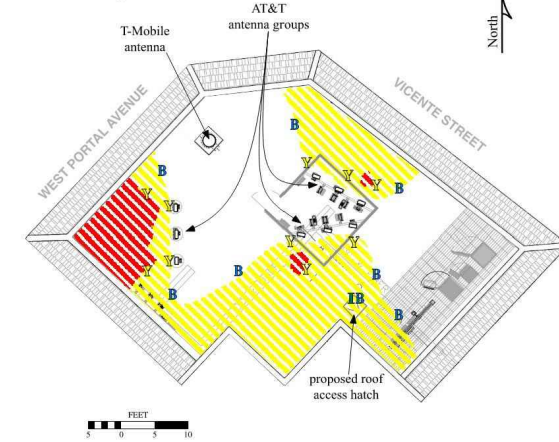 AT&T
antenna groups
T-Mobile
antenna
North
WEST PORTAL AVENUE
VICENTE STREET
B
B
Y
Y
Y
B
B
Y
Y
Y
Y
Y
Y
Y
B
B
B
IB
B
proposed roof
access hatch
FEET
5 0 5 10